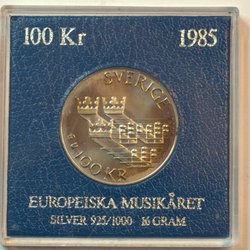 100 Kr 1985
SVERIGE
100 KR
EUROPEISKA MUSIKÅRET
SILVER 925/1000 16 GRAM